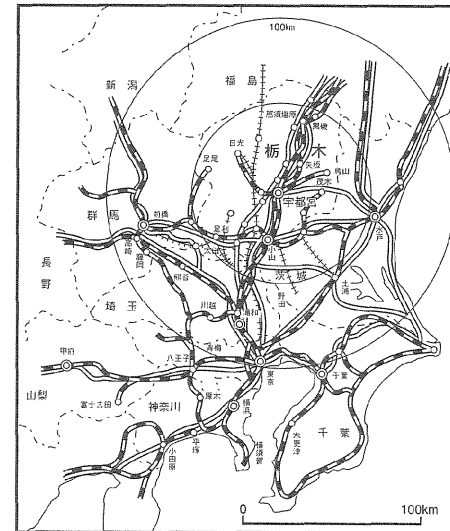 100km
新潟
福島
那須塩原
黒磯
日光
栃木
足尾
矢板
烏山
茂木
宇都宮
群馬
前橋
足利
高崎
小山
水戸
藤岡
長野
茨城
熊谷
土浦
埼玉
野田
川越
浦和
青梅
甲府
八王子
東京
千葉
山梨
富士吉田
神奈川
厚木
横浜
千葉
平塚
横須賀
木更津
小田原
0
100km